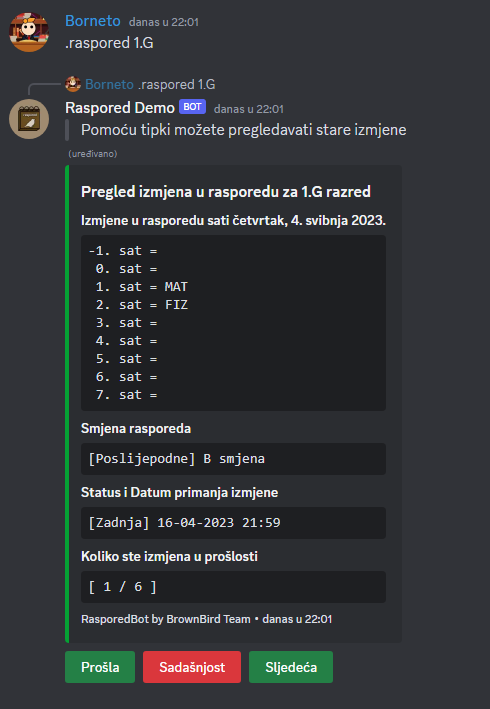 Borneto danas u 22:01
.raspored 1.G
Borneto .raspored 1.G
Raspored Demo BOT danas u 22:01
Pomoću tipki možete pregledavati stare izmjene
(uređivano)
Pregled izmjena u rasporedu za 1.G razred
Izmjene u rasporedu sati četvrtak, 4. svibnja 2023.
-1. sat =
0. sat =
1. sat = MAT
2. sat = FIZ
3. sat =
4. sat =
5. sat =
6. sat =
7. sat =
Smjena rasporeda
[Poslijepodne] B smjena
Status i Datum primanja izmjene
[Zadnja] 16-04-2023 21:59
Koliko ste izmjena u prošlosti
[ 1 / 6 ]
RasporedBot by BrownBird Team • danas u 22:01
Prošla Sadašnjost Sljedeća